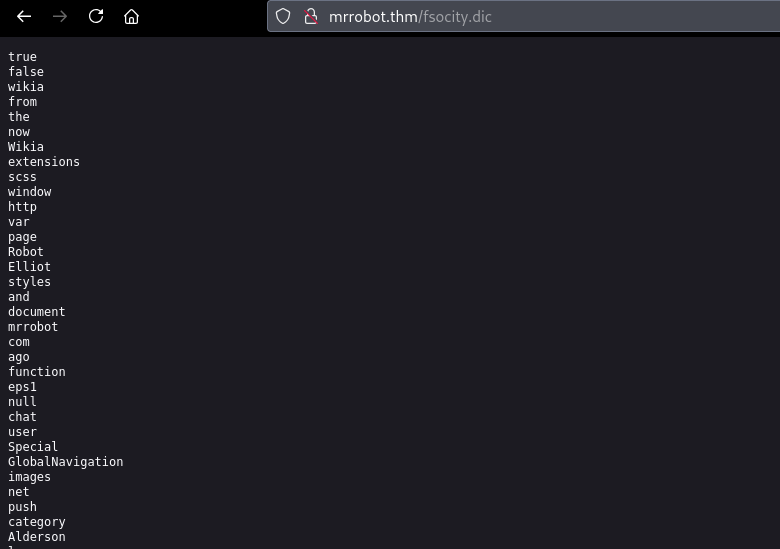 mrrobot.thm/fsocity.dic
true
false
wikia
from
the
now
Wikia
extensions
scss
window
http
var
page
Robot
Elliot
styles
and
document
mrrobot
com
ago
function
eps1
null
chat
user
Special
GlobalNavigation
images
net
push
category
Alderson